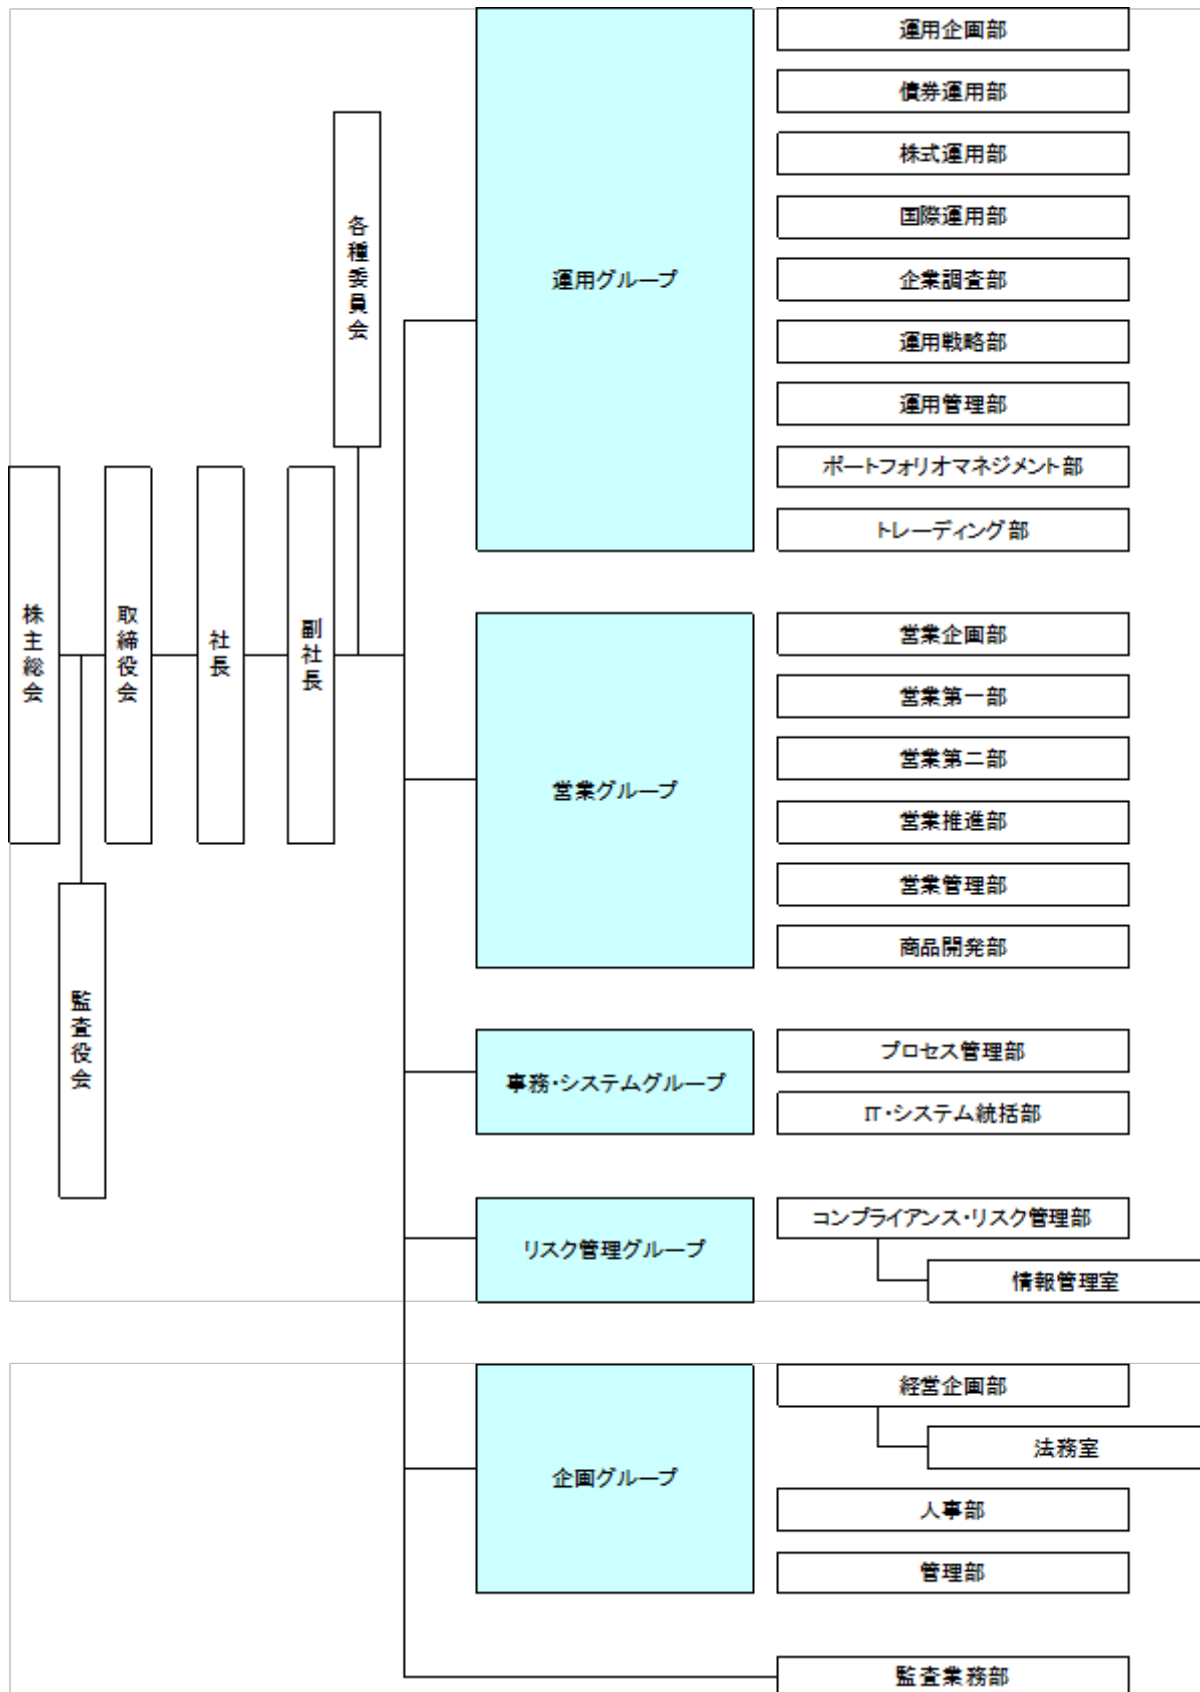 株主総会
監査役会
取締役会
社長
副社長
各種委員会
運用グループ
運用企画部
債券運用部
株式運用部
国際運用部
企業調査部
運用戦略部
運用管理部
ポートフォリオマネジメント部
トレーディング部
営業グループ
営業企画部
営業第一部
営業第二部
営業推進部
営業管理部
商品開発部
事務・システムグループ
プロセス管理部
IT・システム統括部
リスク管理グループ
コンプライアンス・リスク管理部
情報管理室
企画グループ
経営企画部
法務室
人事部
管理部
監査業務部